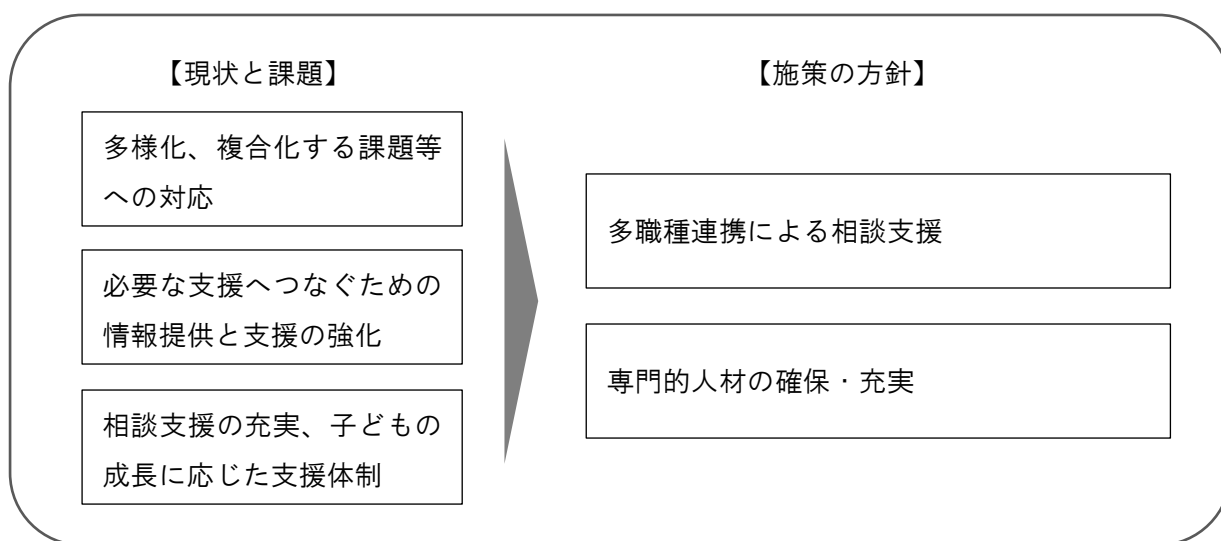 【現状と課題】
多様化、複合化する課題等
への対応
必要な支援へつなぐための
情報提供と支援の強化
相談支援の充実、子どもの
成長に応じた支援体制
【施策の方針】
多職種連携による相談支援
専門的人材の確保・充実